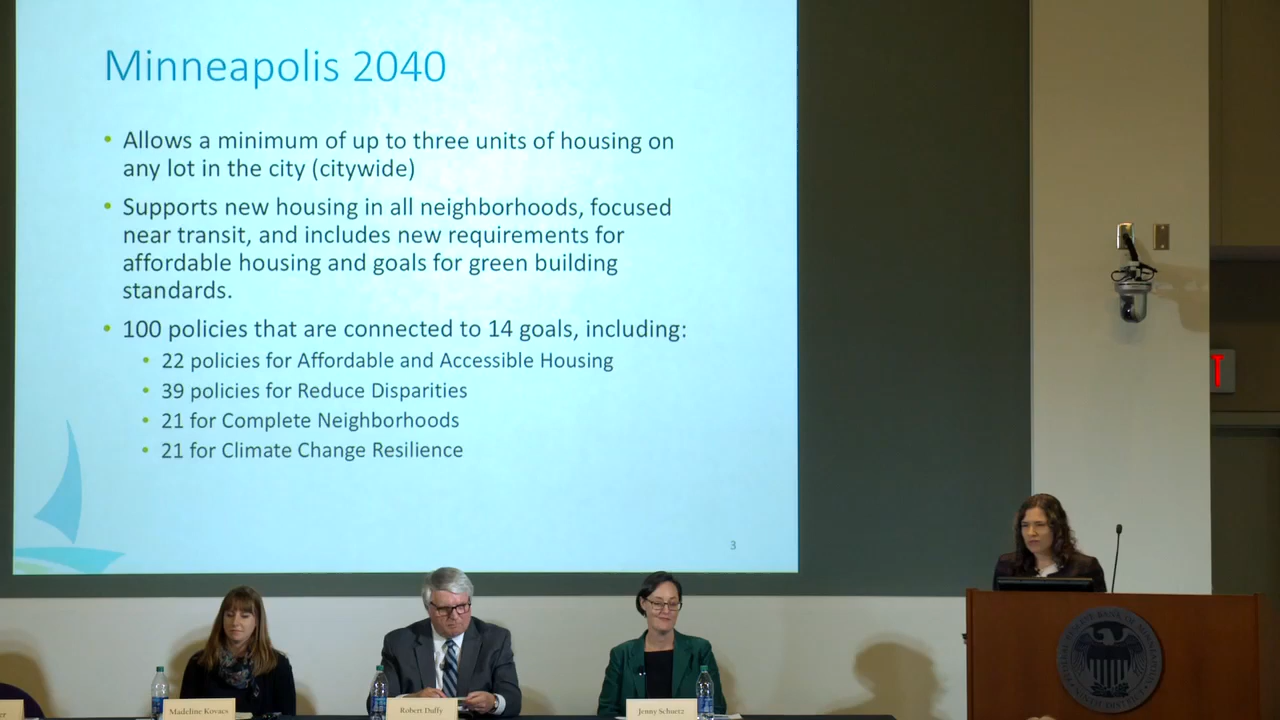 Minneapolis 2040
• Allows a minimum of up to three units of housing on
any lot in the city (citywide)
• Supports new housing in all neighborhoods, focused
near transit, and includes new requirements for
affordable housing and goals for green building
standards.
• 100 policies that are connected to 14 goals, including:
• 22 policies for Affordable and Accessible Housing
• 39 policies for Reduce Disparities
• 21 for Complete Neighborhoods
• 21 for Climate Change Resilience
3
Madeline Kovacs
Robert Duffy
Jenny Schuetz